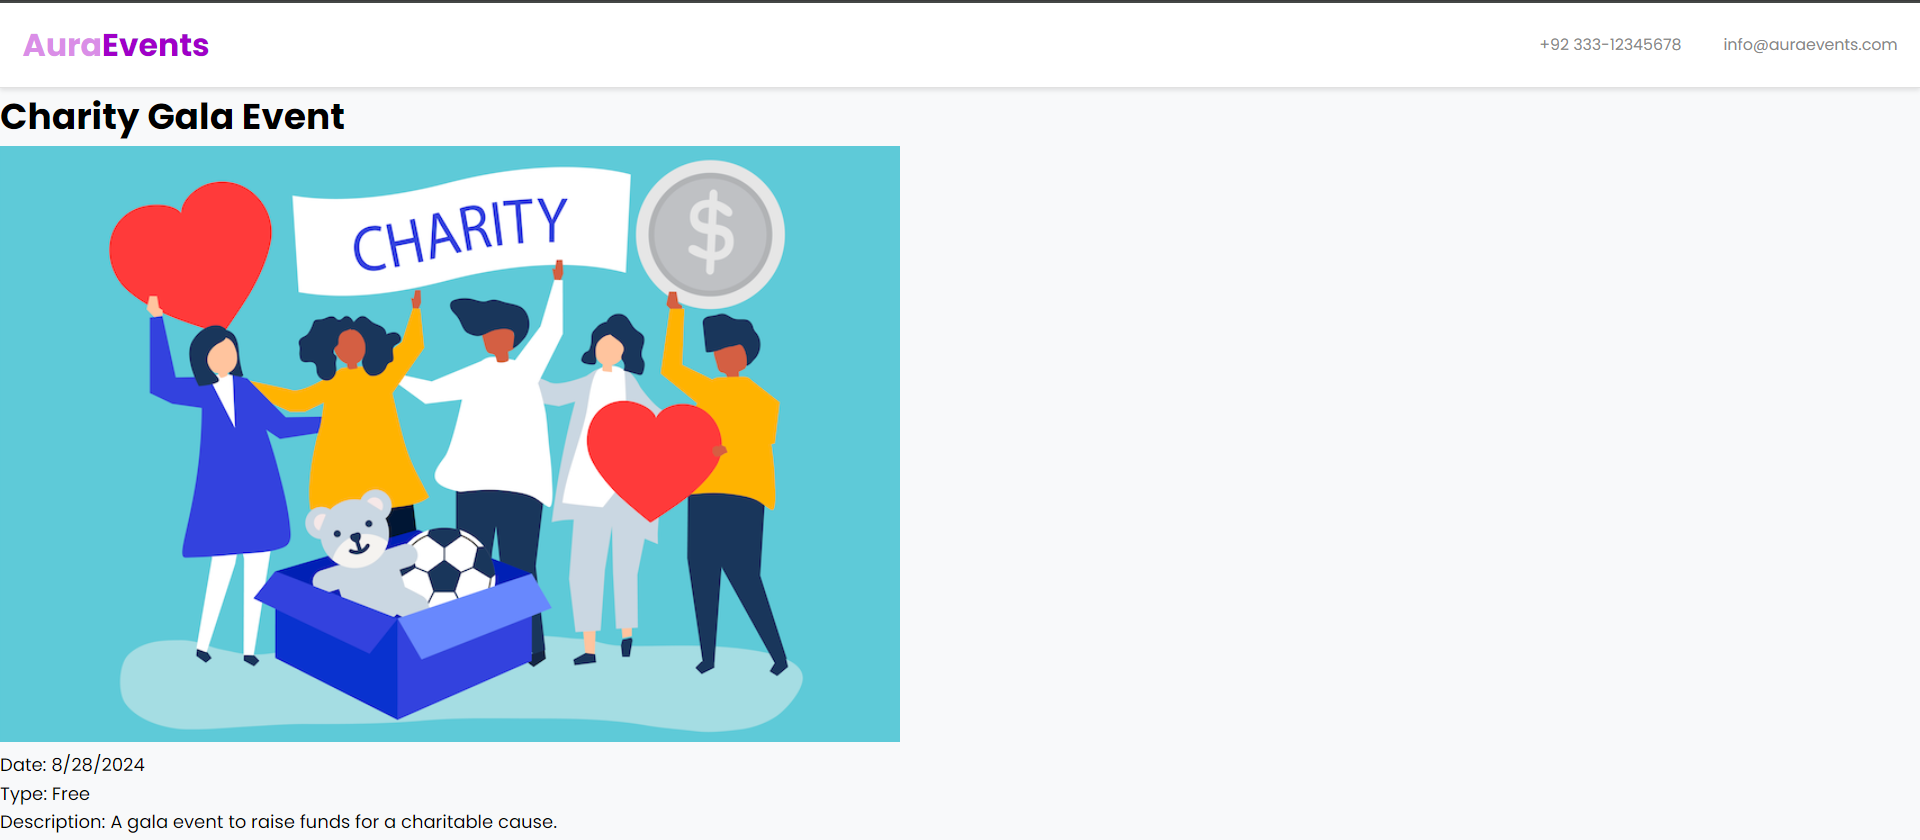 AuraEvents
+92 333-12345678
info@auraevents.com
Charity Gala Event
CHARITY
$
Date: 8/28/2024
Type: Free
Description: A gala event to raise funds for a charitable cause.